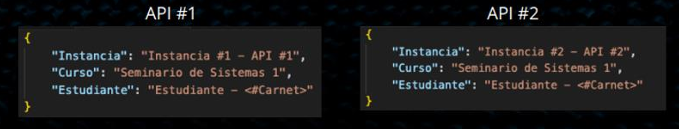 API #1
{
"Instancia": "Instancia #1 - API #1",
"Curso": "Seminario de Sistemas 1",
"Estudiante": "Estudiante - <#Carnet>"
}
API #2
{
"Instancia": "Instancia #2 - API #2",
"Curso": "Seminario de Sistemas 1",
"Estudiante": "Estudiante - <#Carnet>"
}